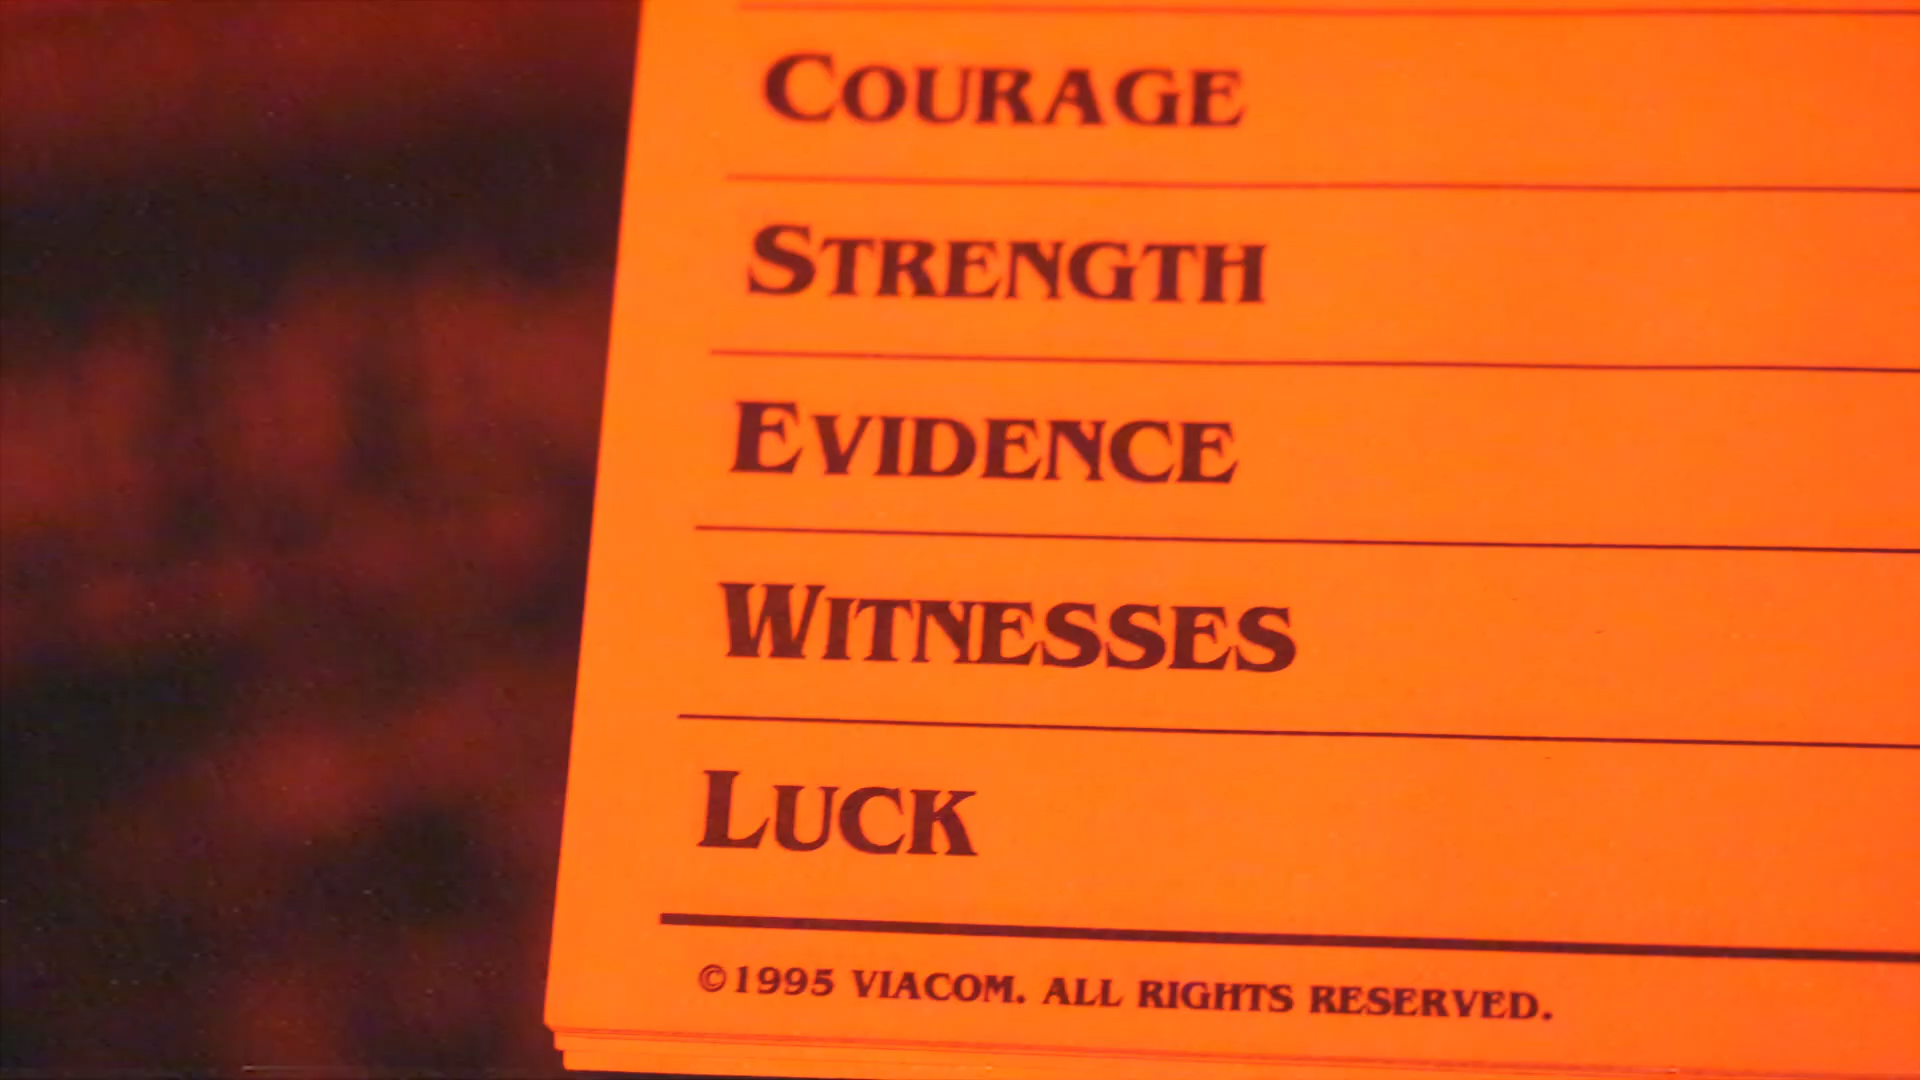 COURAGE
STRENGTH
EVIDENCE
WITNESSES
LUCK
©1995 VIACOM. ALL RIGHTS RESERVED.